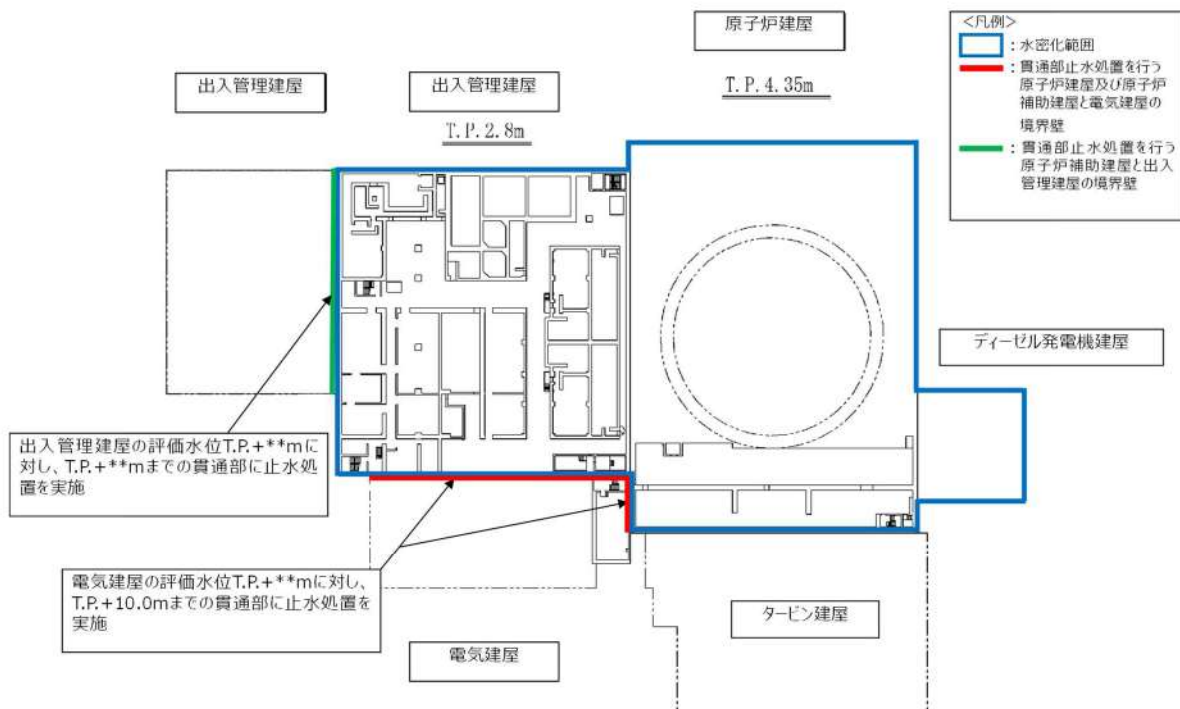 原子炉建屋
出入管理建屋
出入管理建屋
T.P.4.35m
T.P.2.8m
<凡例>
：水密化範囲
：貫通部止水処置を行う
原子炉建屋及び原子炉
補助建屋と電気建屋の
境界壁
：貫通部止水処置を行う
原子炉補助建屋と出入
管理建屋の境界壁
ディーゼル発電機建屋
出入管理建屋の評価水位T.P.+**mに
対し、T.P.+**mまでの貫通部に止水処
置を実施
電気建屋の評価水位T.P.+**mに対し、
T.P.+10.0mまでの貫通部に止水処置を
実施
タービン建屋
電気建屋